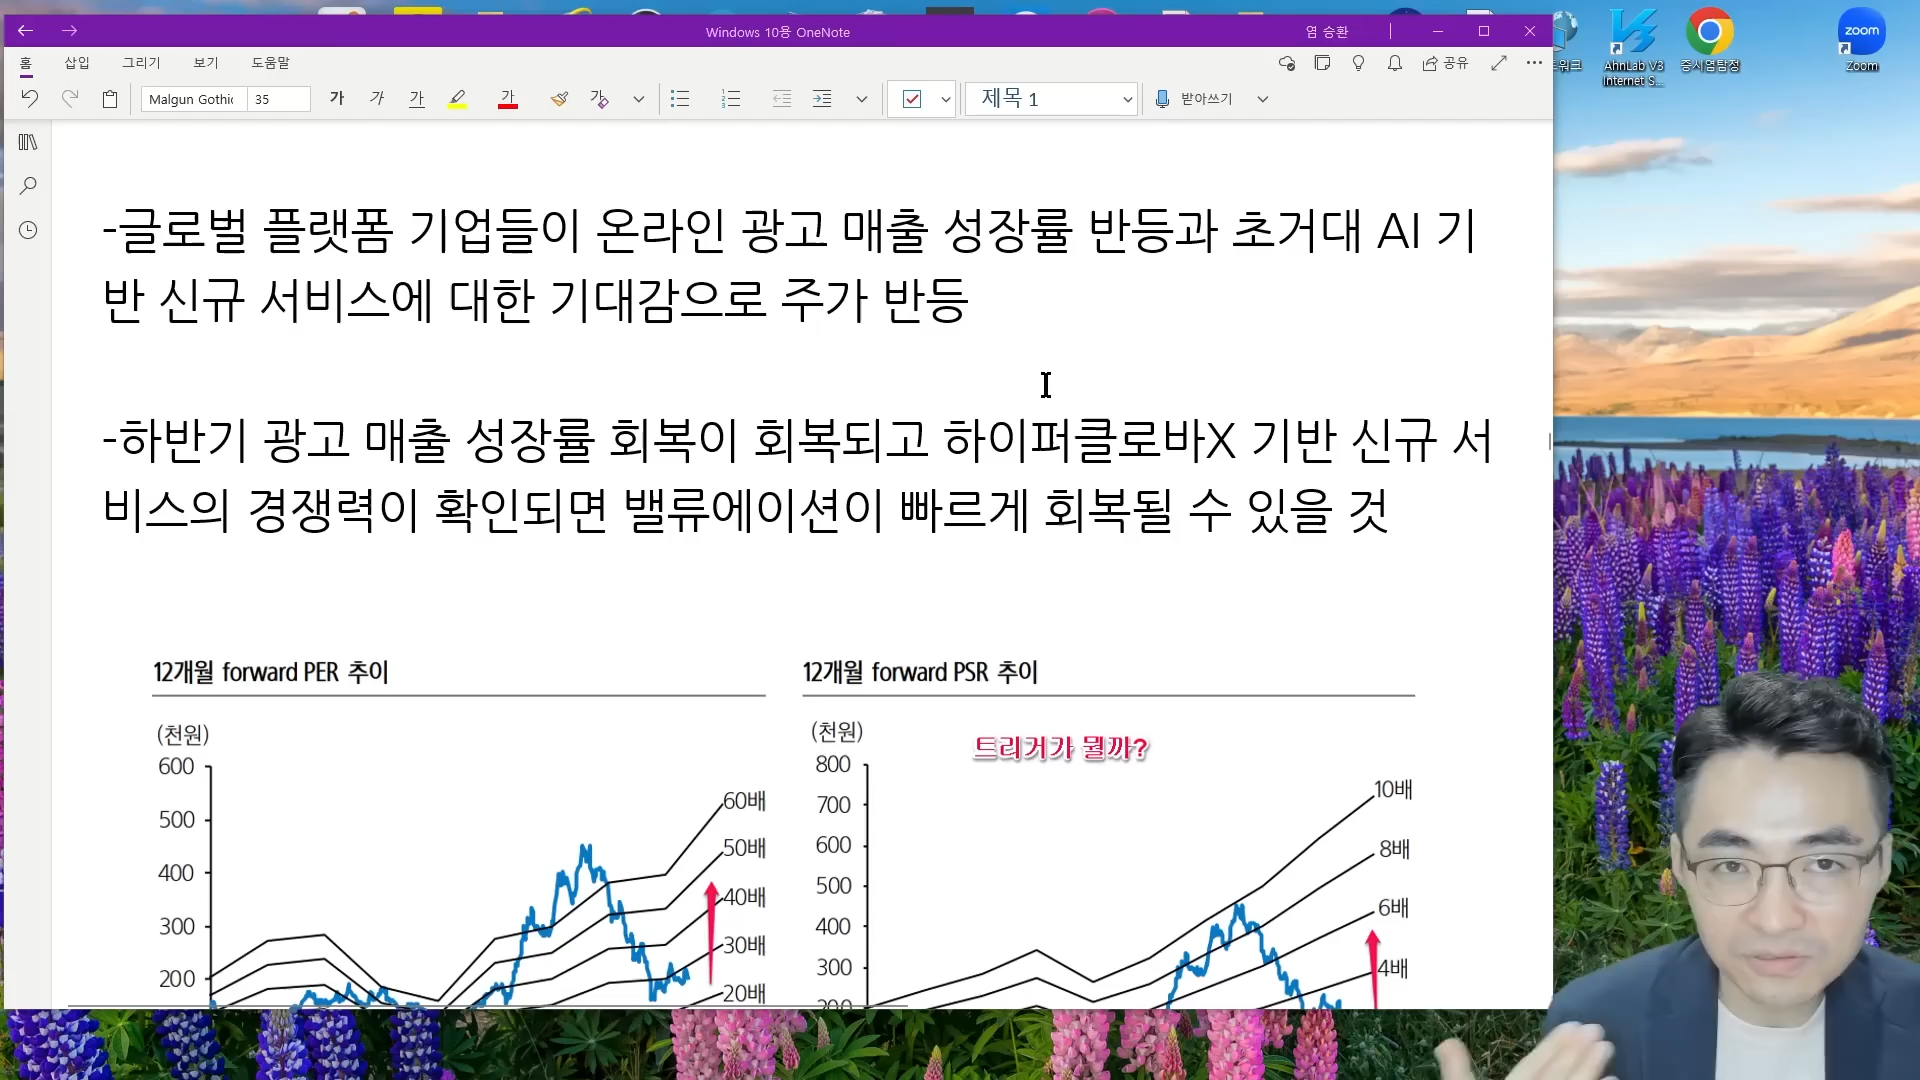 Windows 10용 OneNote
염 승환
홈 삽입 그리기 보기 도움말
공유
Malgun Gothic 35 가 가 가 가 가 제목 1 받아쓰기
-글로벌 플랫폼 기업들이 온라인 광고 매출 성장률 반등과 초거대 AI 기
반 신규 서비스에 대한 기대감으로 주가 반등
-하반기 광고 매출 성장률 회복이 회복되고 하이퍼클로바X 기반 신규 서
비스의 경쟁력이 확인되면 밸류에이션이 빠르게 회복될 수 있을 것
12개월 forward PER 추이
(천원)
600
500
400
300
200
60배
50배
40배
30배
20배
12개월 forward PSR 추이
(천원)
트리거가 뭘까?
800
700
600
500
400
300
200
10배
8배
6배
4배
AhnLab V3
Internet S...
증시염탐정
zoom
Zoom